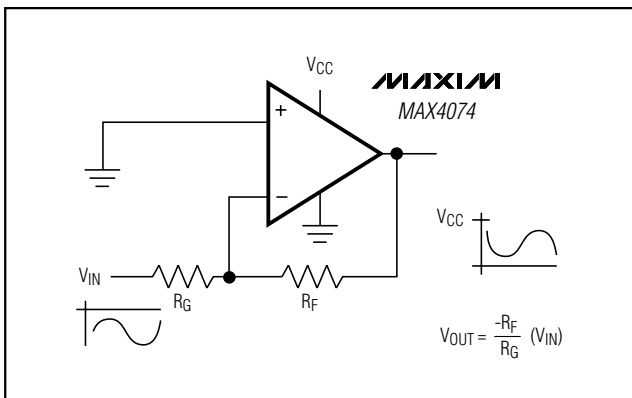 VCC
MAXIM
MAX4074
+
−
VCC
VIN
RG
RF
VOUT = -RF/RG (VIN)